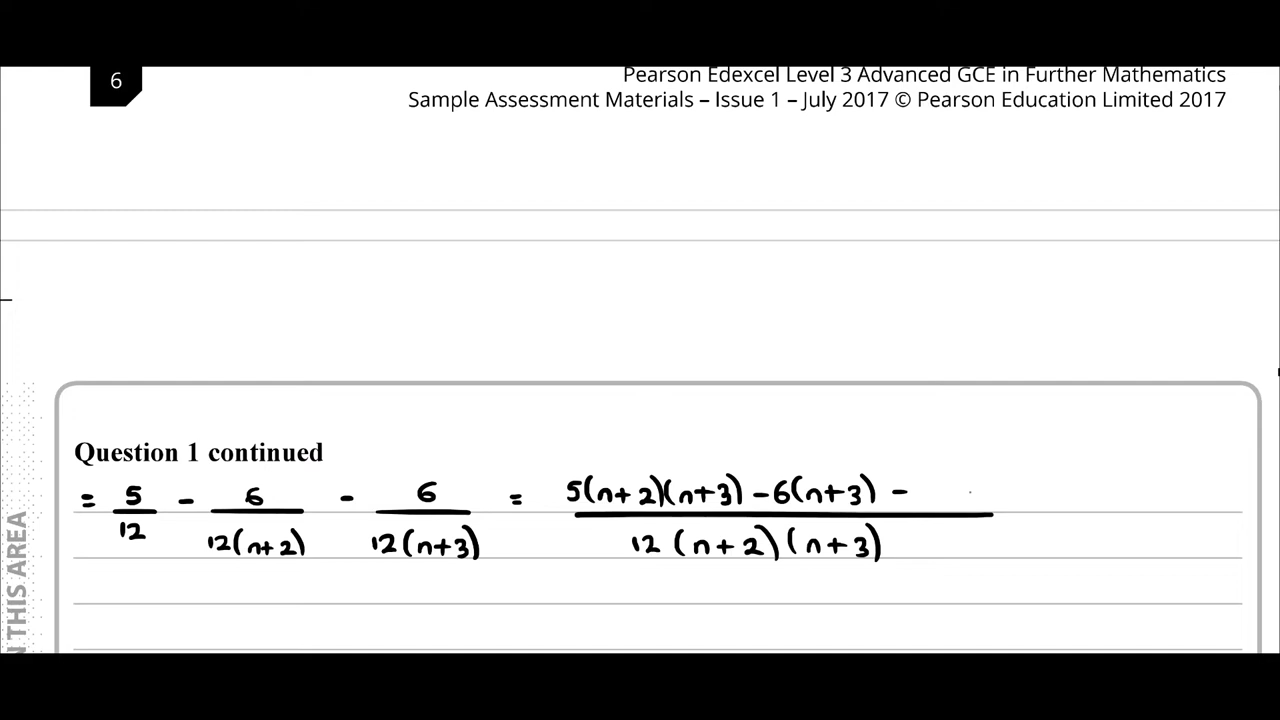 6
Pearson Edexcel Level 3 Advanced GCE in Further Mathematics
Sample Assessment Materials – Issue 1 – July 2017 © Pearson Education Limited 2017
N THIS AREA
Question 1 continued
= 5/12 - 6/12(n+2) - 6/12(n+3) = 5(n+2)(n+3) - 6(n+3) - / 12(n+2)(n+3)